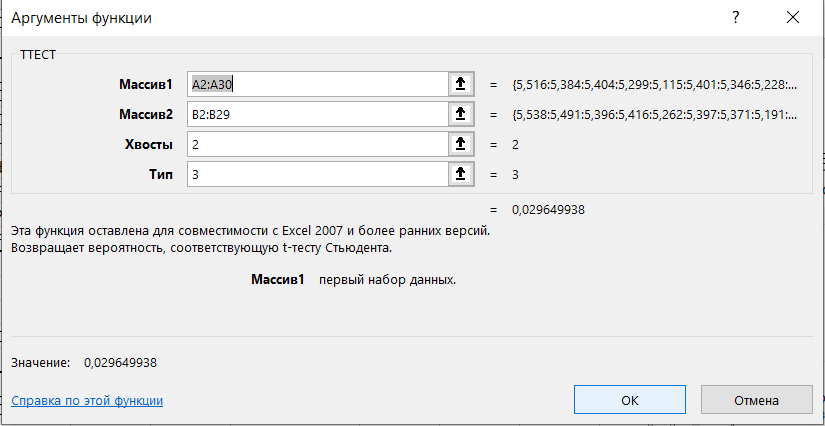 Аргументы функции
?
ТТЕСТ
Массив1 A2:A30 = {5,516:5,384:5,404:5,299:5,115:5,401:5,346:5,228:...
Массив2 B2:B29 = {5,538:5,491:5,396:5,416:5,262:5,397:5,371:5,191:...
Хвосты 2 = 2
Тип 3 = 3
= 0,029649938
Эта функция оставлена для совместимости с Excel 2007 и более ранних версий.
Возвращает вероятность, соответствующую t-тесту Стьюдента.
Массив1 первый набор данных.
Значение: 0,029649938
Справка по этой функции
ОК
Отмена